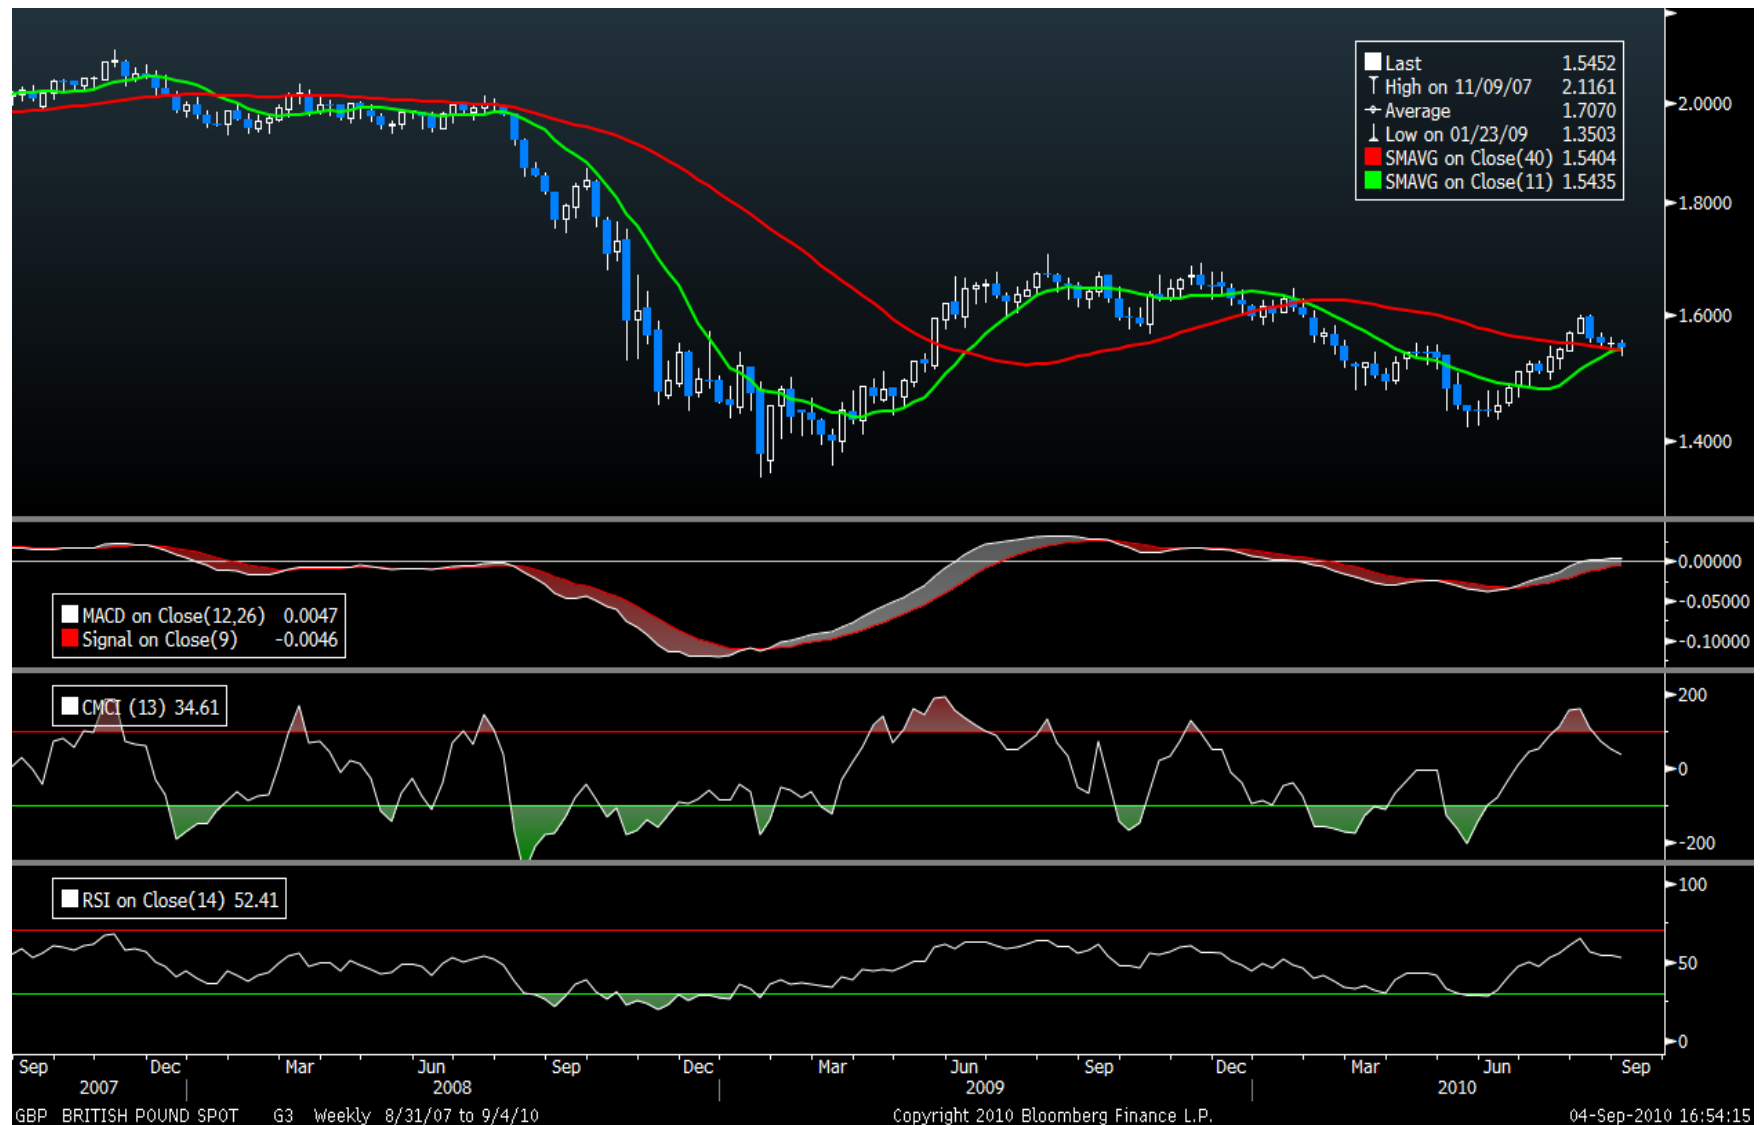 Last 1.5452
High on 11/09/07 2.1161
Average 1.7070
Low on 01/23/09 1.3503
SMAVG on Close(40) 1.5404
SMAVG on Close(11) 1.5435
2.0000
1.8000
1.6000
1.4000
MACD on Close(12,26) 0.0047
Signal on Close(9) -0.0046
0.00000
-0.05000
-0.10000
CMCI (13) 34.61
200
0
-200
RSI on Close(14) 52.41
100
50
0
Sep Dec Mar Jun Sep Dec Mar Jun Sep Dec Mar Jun Sep
2007 2008 2009 2010
GBP BRITISH POUND SPOT G3 Weekly 8/31/07 to 9/4/10 Copyright 2010 Bloomberg Finance L.P. 04-Sep-2010 16:54:15